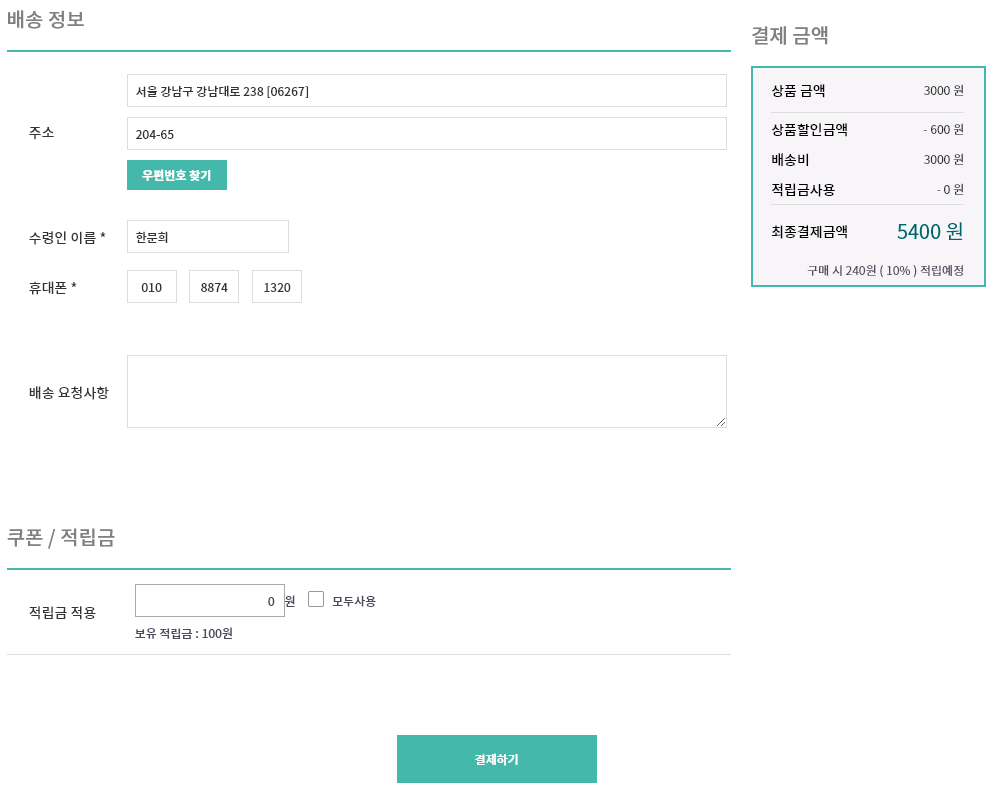 배송 정보
주소
서울 강남구 강남대로 238 [06267]
204-65
우편번호 찾기
수령인 이름 *
한문희
휴대폰 *
010 8874 1320
배송 요청사항
쿠폰 / 적립금
적립금 적용
0 원 모두사용
보유 적립금 : 100원
결제하기
결제 금액
상품 금액 3000 원
상품할인금액 - 600 원
배송비 3000 원
적립금사용 - 0 원
최종결제금액 5400 원
구매 시 240원 ( 10% ) 적립예정